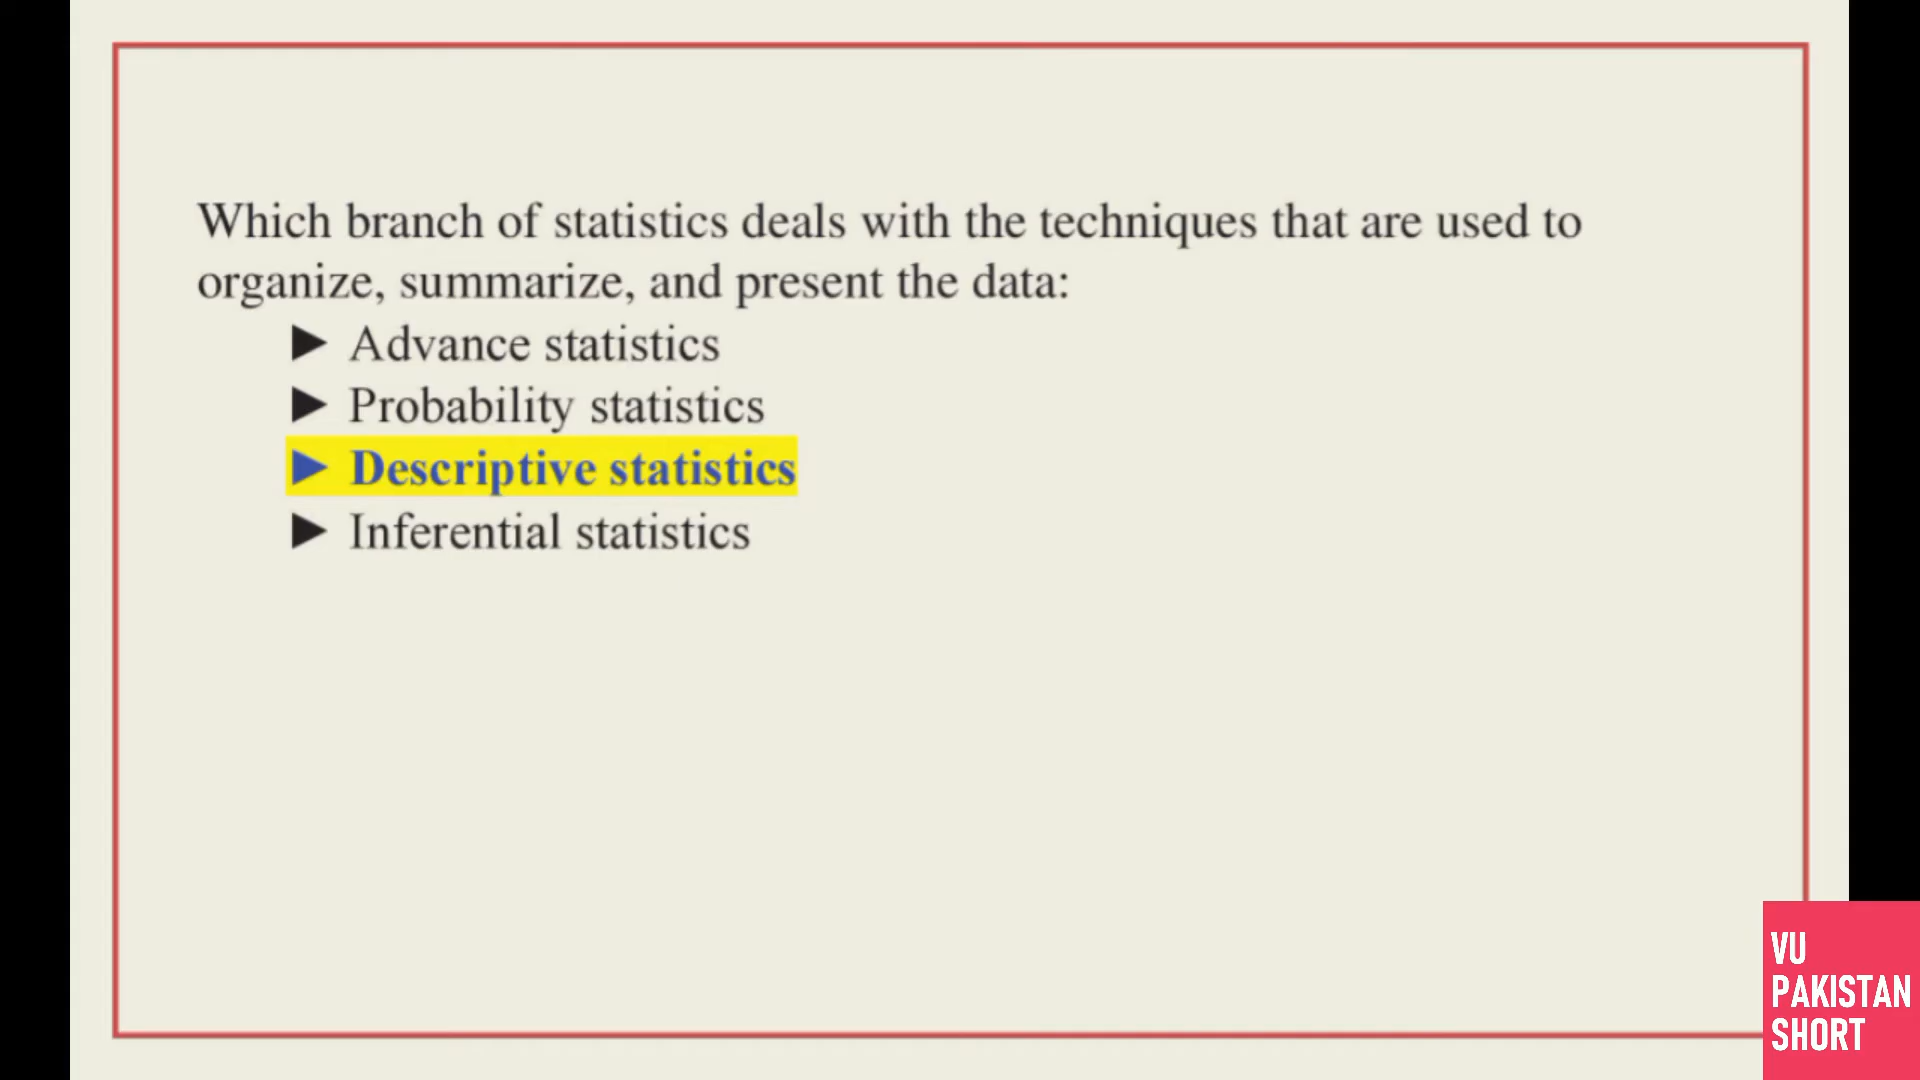 Which branch of statistics deals with the techniques that are used to
organize, summarize, and present the data:
► Advance statistics
► Probability statistics
► Descriptive statistics
► Inferential statistics
VU
PAKISTAN
SHORT